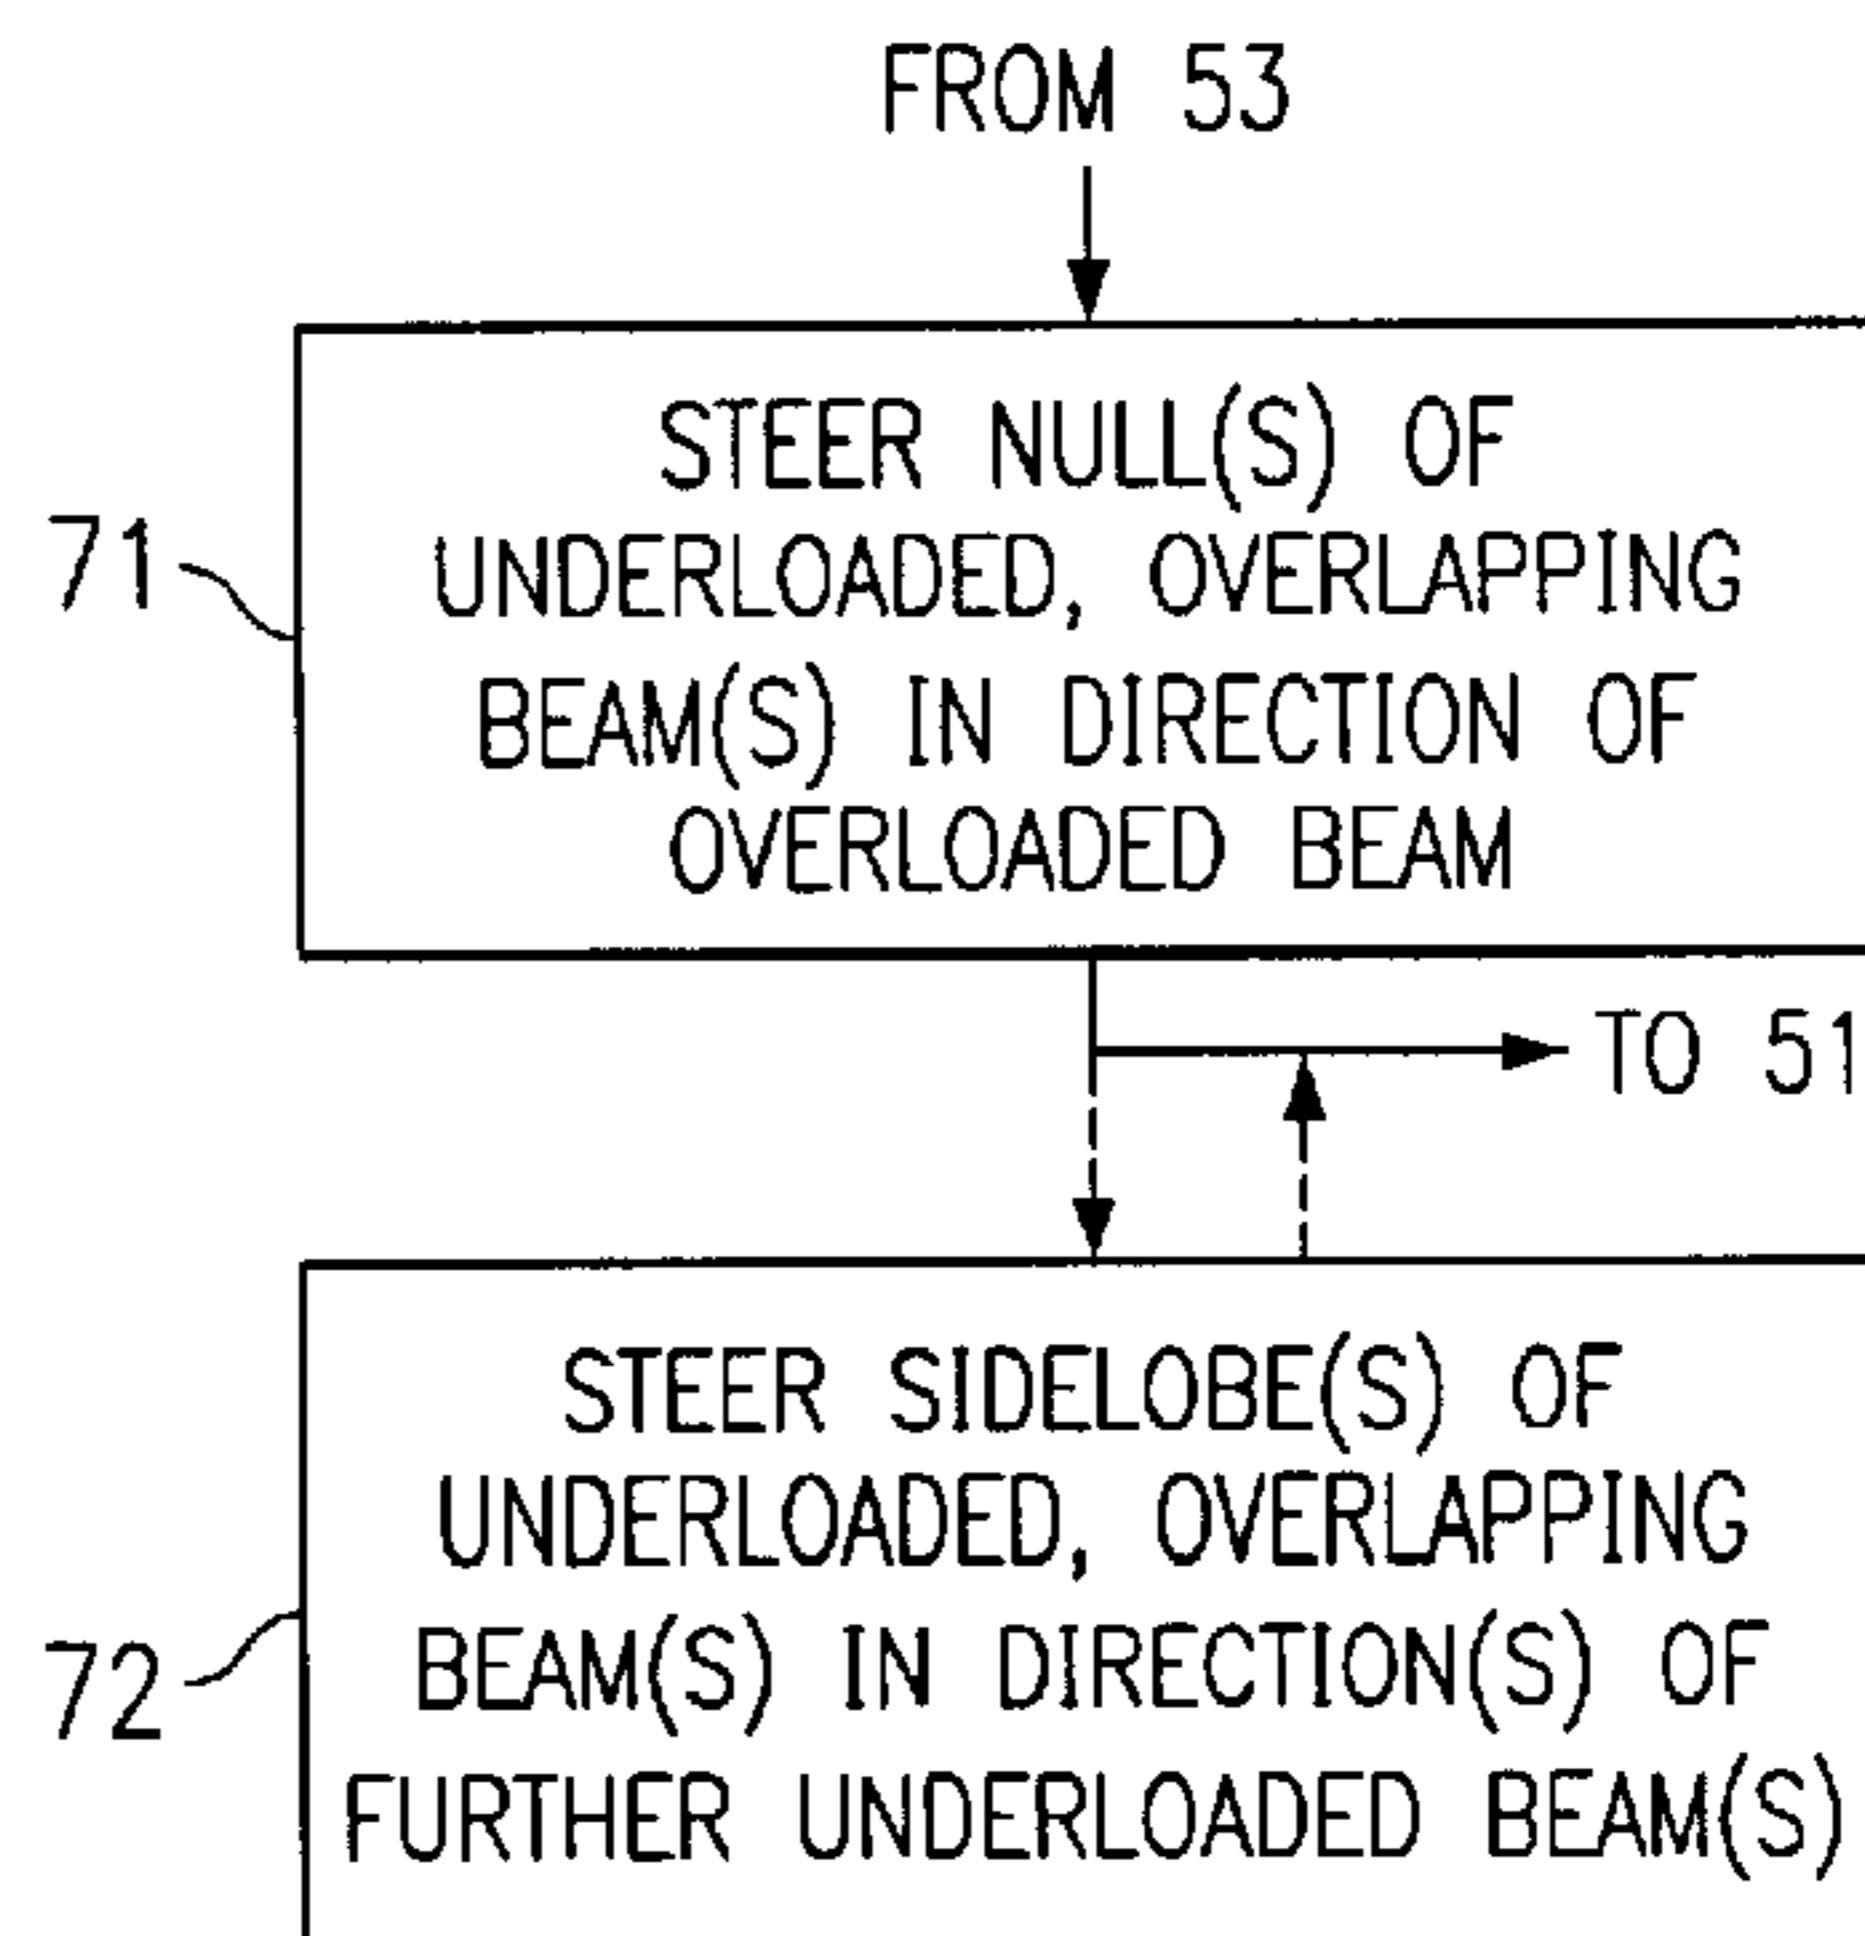 FROM 53
STEER NULL(S) OF
71
UNDERLOADED, OVERLAPPING
BEAM(S) IN DIRECTION OF
OVERLOADED BEAM
TO 51
STEER SIDELOBE(S) OF
UNDERLOADED, OVERLAPPING
72
BEAM(S) IN DIRECTION(S) OF
FURTHER UNDERLOADED BEAM(S)